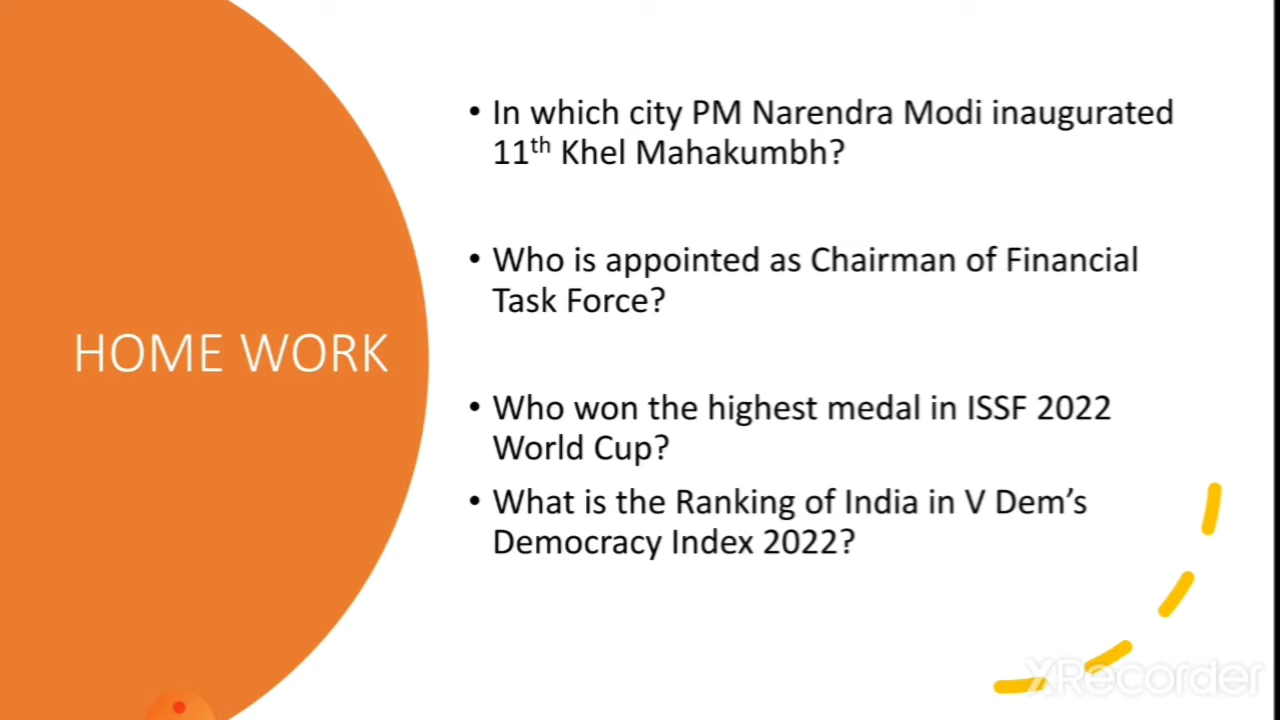 HOME WORK
• In which city PM Narendra Modi inaugurated
11th Khel Mahakumbh?
• Who is appointed as Chairman of Financial
Task Force?
• Who won the highest medal in ISSF 2022
World Cup?
• What is the Ranking of India in V Dem’s
Democracy Index 2022?
XRecorder